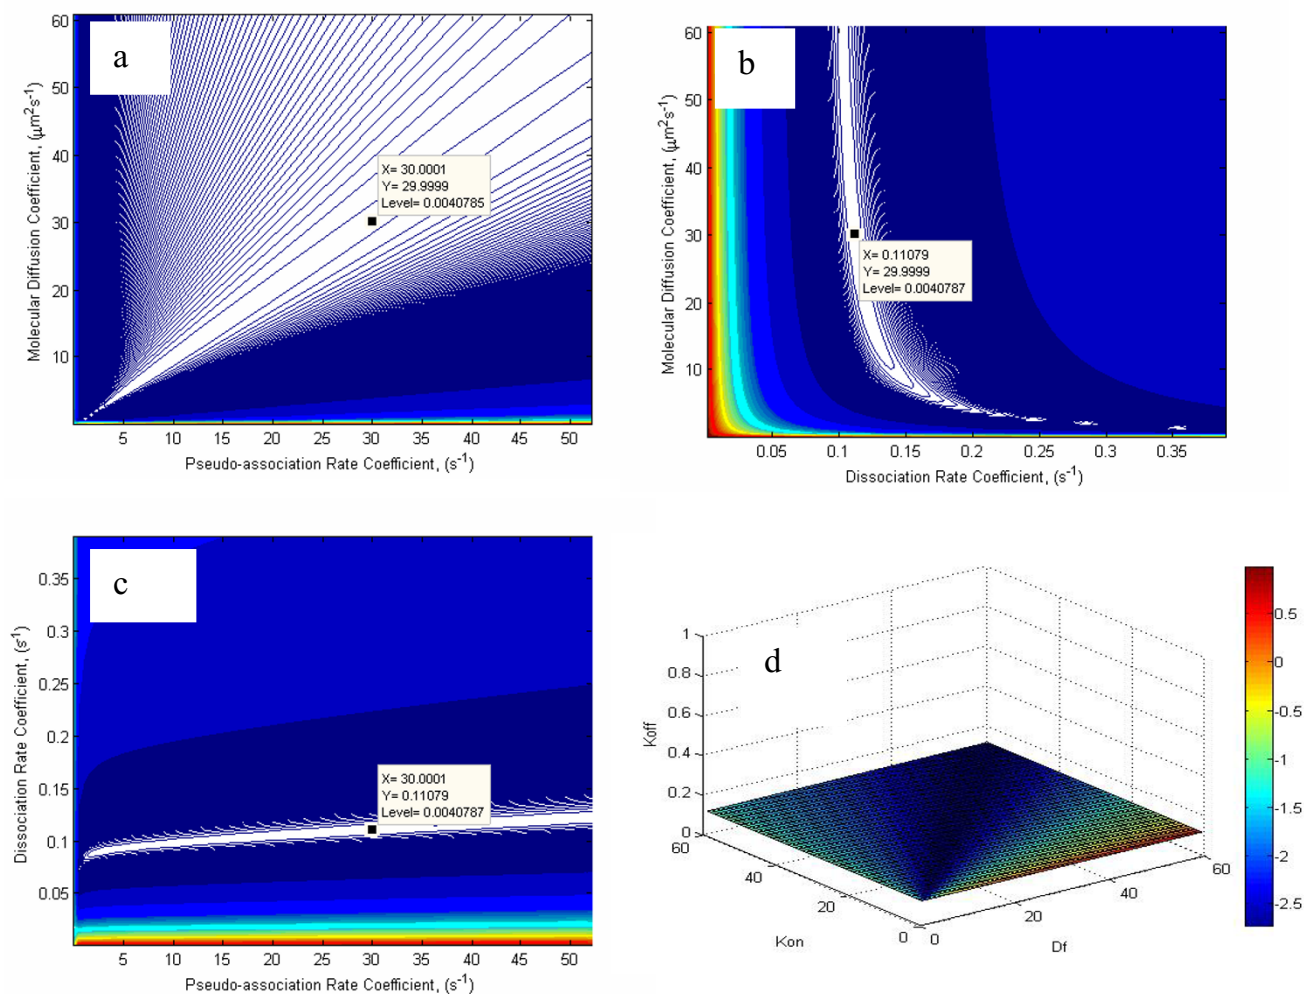 a
60
50
40
30
20
10
Molecular Diffusion Coefficient, (μm²s⁻¹)
X= 30.0001
Y= 29.9999
Level= 0.0040785
5 10 15 20 25 30 35 40 45 50
Pseudo-association Rate Coefficient, (s⁻¹)
b
60
50
40
30
20
10
Molecular Diffusion Coefficient, (μm²s⁻¹)
X= 0.11079
Y= 29.9999
Level= 0.0040787
0.05 0.1 0.15 0.2 0.25 0.3 0.35
Dissociation Rate Coefficient, (s⁻¹)
c
0.35
0.3
0.25
0.2
0.15
0.1
0.05
Dissociation Rate Coefficient, (s⁻¹)
X= 30.0001
Y= 0.11079
Level= 0.0040787
5 10 15 20 25 30 35 40 45 50
Pseudo-association Rate Coefficient, (s⁻¹)
d
1
0.8
0.6
0.4
0.2
0
Koff
60
40
20
0
Kon
0
20
40
60
Df
0.5
0
-0.5
-1
-1.5
-2
-2.5